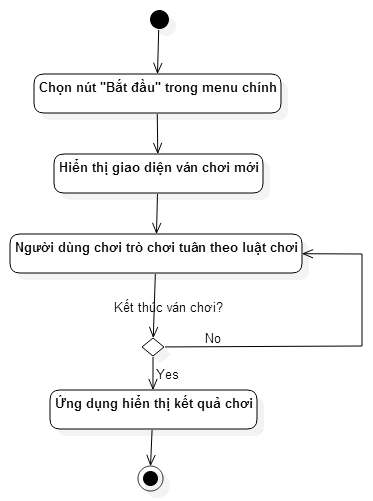 Chọn nút "Bắt đầu" trong menu chính
Hiển thị giao diện ván chơi mới
Người dùng chơi trò chơi tuân theo luật chơi
Kết thúc ván chơi?
No
Yes
Ứng dụng hiển thị kết quả chơi